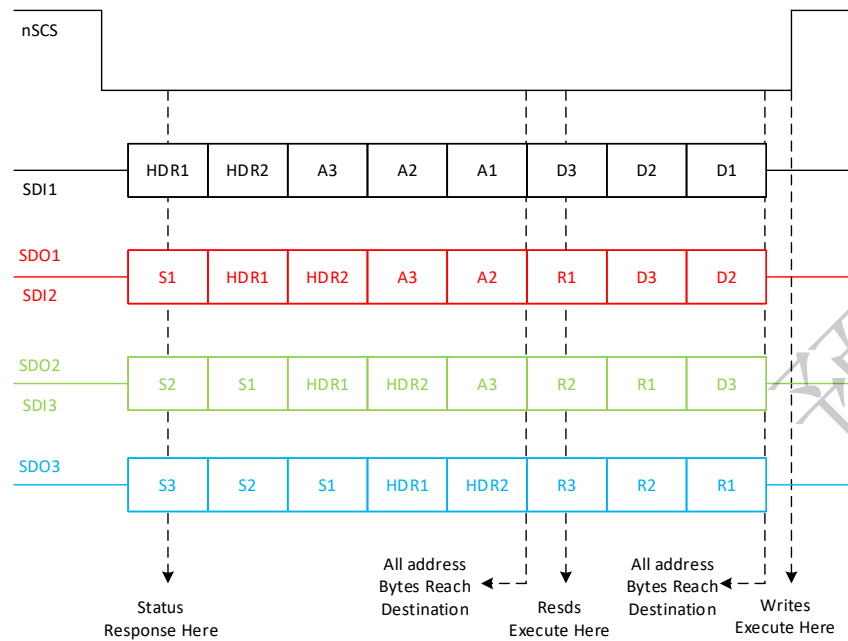 nSCS
HDR1 HDR2 A3 A2 A1 D3 D2 D1
SDI1
SDO1
S1 HDR1 HDR2 A3 A2 R1 D3 D2
SDI2
SDO2
S2 S1 HDR1 HDR2 A3 R2 R1 D3
SDI3
SDO3
S3 S2 S1 HDR1 HDR2 R3 R2 R1
All address
Bytes Reach
Destination
All address
Bytes Reach
Destination
Status
Response Here
Resds
Execute Here
Writes
Execute Here